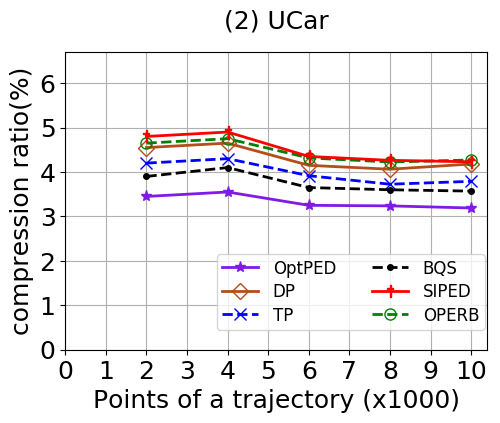 (2) UCar
compression ratio(%)
6
5
4
3
2
1
0
OptPED
DP
TP
BQS
SIPED
OPERB
0 1 2 3 4 5 6 7 8 9 10
Points of a trajectory (x1000)